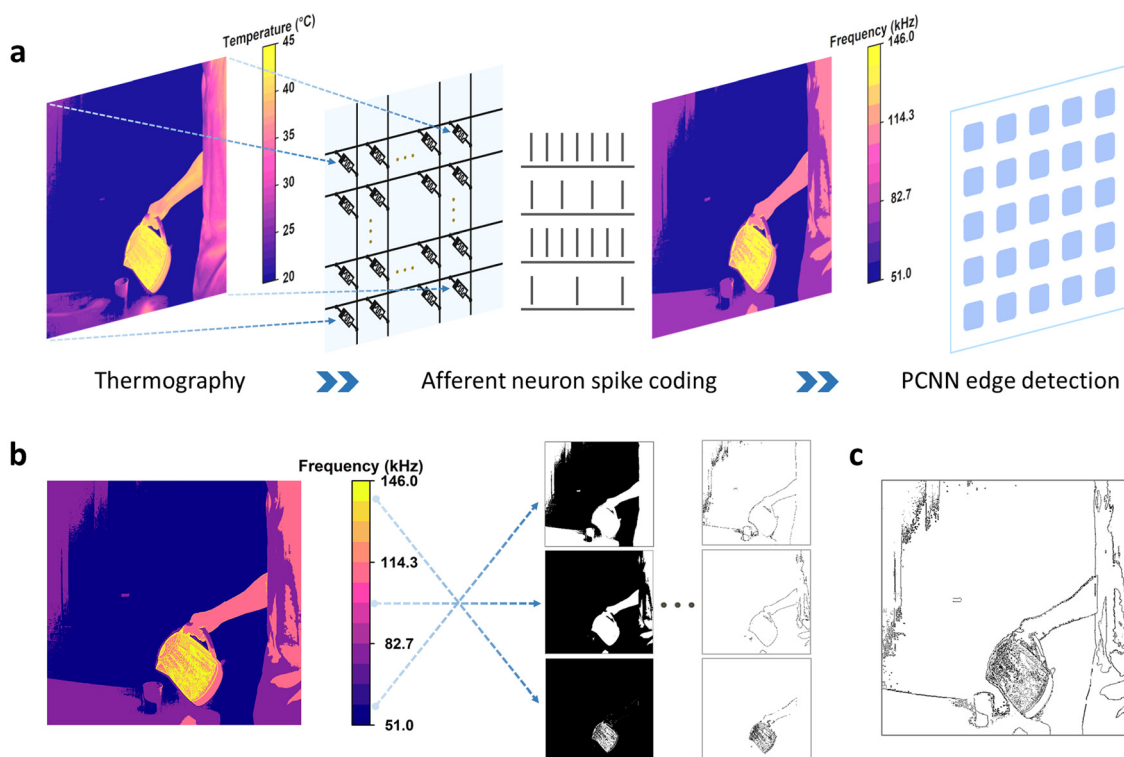 a
Temperature (°C)
45
40
35
30
25
20
Frequency (kHz)
146.0
114.3
82.7
51.0
Thermography
Afferent neuron spike coding
PCNN edge detection
b
Frequency (kHz)
146.0
114.3
82.7
51.0
c